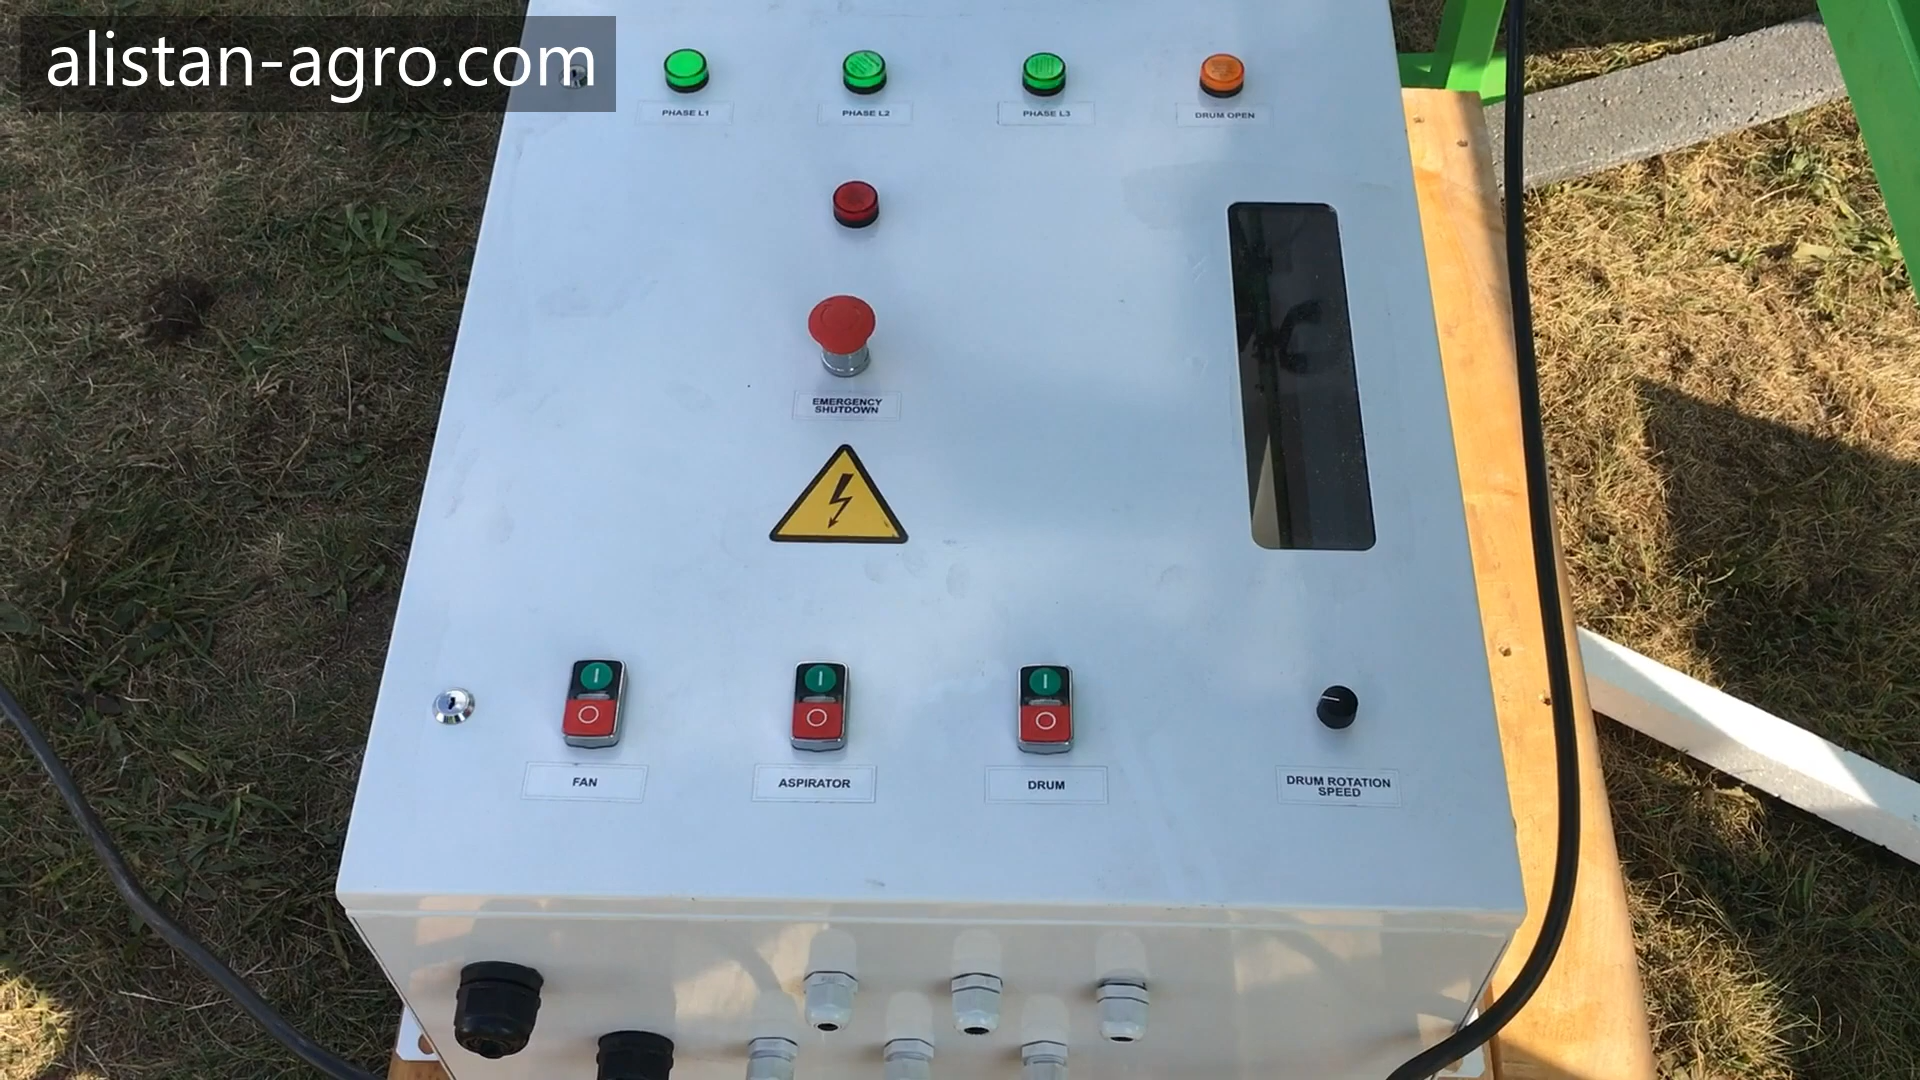 alistan-agro.com
PHASE L1
PHASE L2
PHASE L3
DRUM OPEN
EMERGENCY
SHUTDOWN
FAN
ASPIRATOR
DRUM
DRUM ROTATION
SPEED